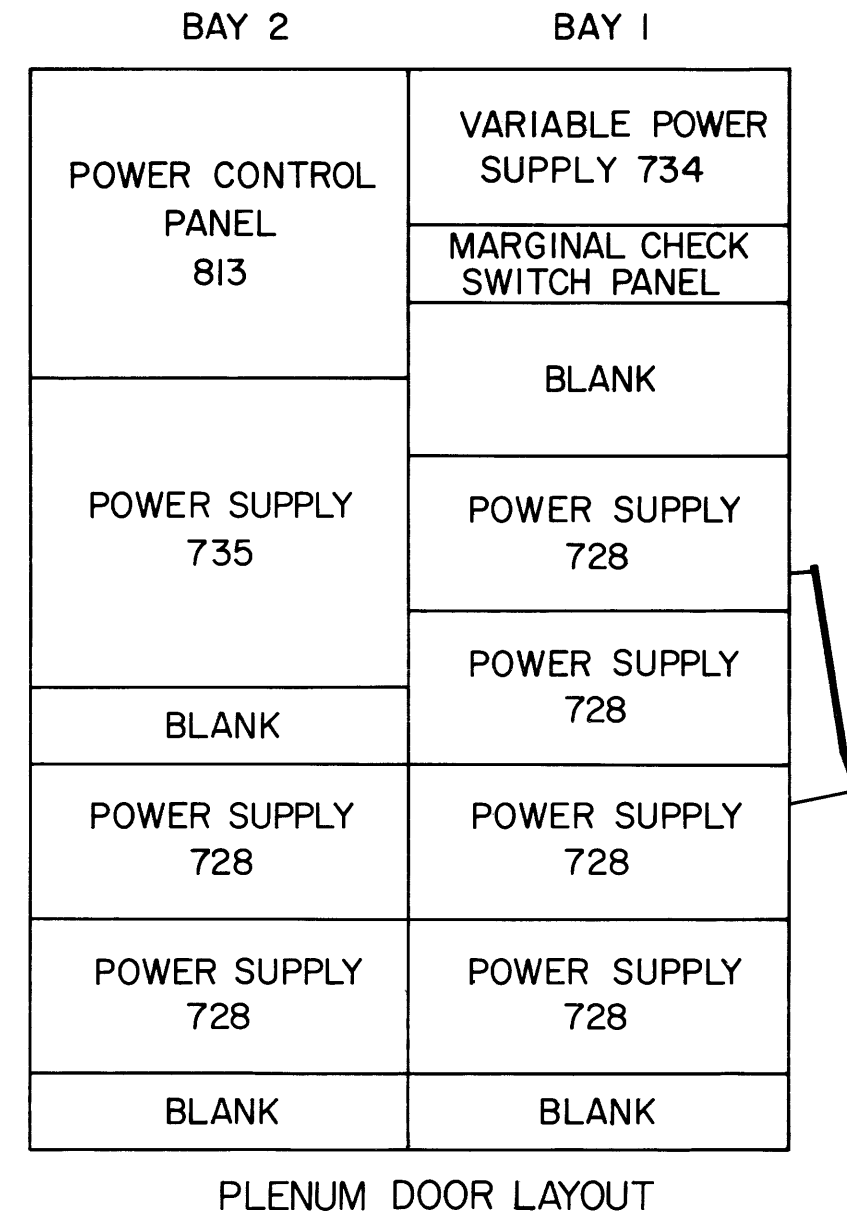 BAY 2
BAY 1
POWER CONTROL
PANEL
813
POWER SUPPLY
735
BLANK
POWER SUPPLY
728
POWER SUPPLY
728
BLANK
VARIABLE POWER
SUPPLY 734
MARGINAL CHECK
SWITCH PANEL
BLANK
POWER SUPPLY
728
POWER SUPPLY
728
POWER SUPPLY
728
POWER SUPPLY
728
BLANK
PLENUM DOOR LAYOUT